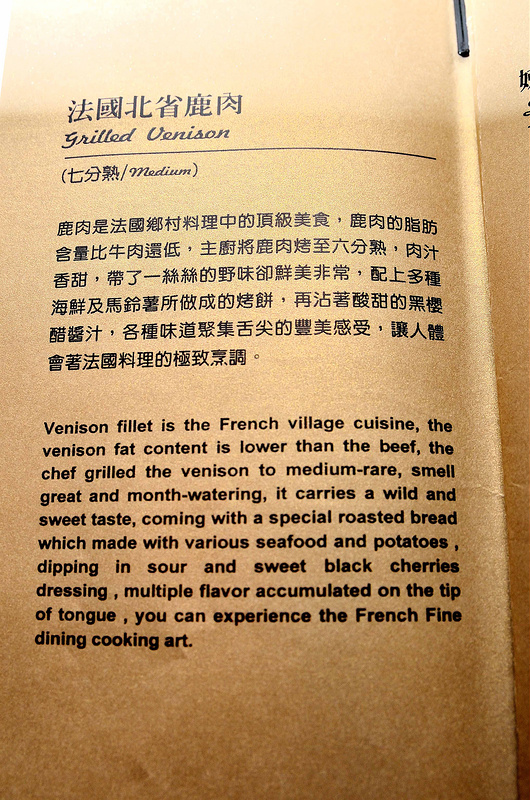 法國北省鹿肉
Grilled Venison
(七分熟/Medium)
鹿肉是法國鄉村料理中的頂級美食,鹿肉的脂肪
含量比牛肉還低,主廚將鹿肉烤至六分熟,肉汁
香甜,帶了一絲絲的野味卻鮮美非常,配上多種
海鮮及馬鈴薯所做成的烤餅,再沾著酸甜的黑櫻
醋醬汁,各種味道聚集舌尖的豐美感受,讓人體
會著法國料理的極致烹調。
Venison fillet is the French village cuisine, the
venison fat content is lower than the beef, the
chef grilled the venison to medium-rare, smell
great and month-watering, it carries a wild and
sweet taste, coming with a special roasted bread
which made with various seafood and potatoes ,
dipping in sour and sweet black cherries
dressing , multiple flavor accumulated on the tip
of tongue , you can experience the French Fine
dining cooking art.